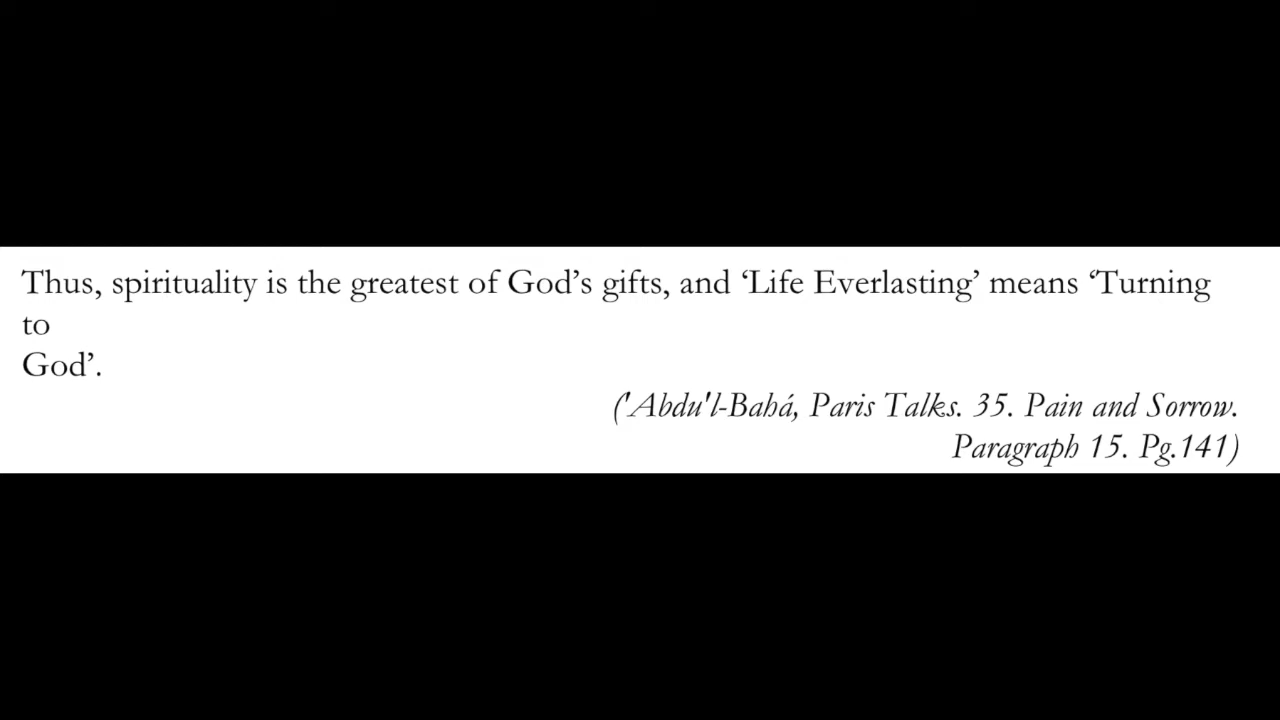 Thus, spirituality is the greatest of God’s gifts, and ‘Life Everlasting’ means ‘Turning
to
God’.
('Abdu'l-Bahá, Paris Talks. 35. Pain and Sorrow.
Paragraph 15. Pg.141)